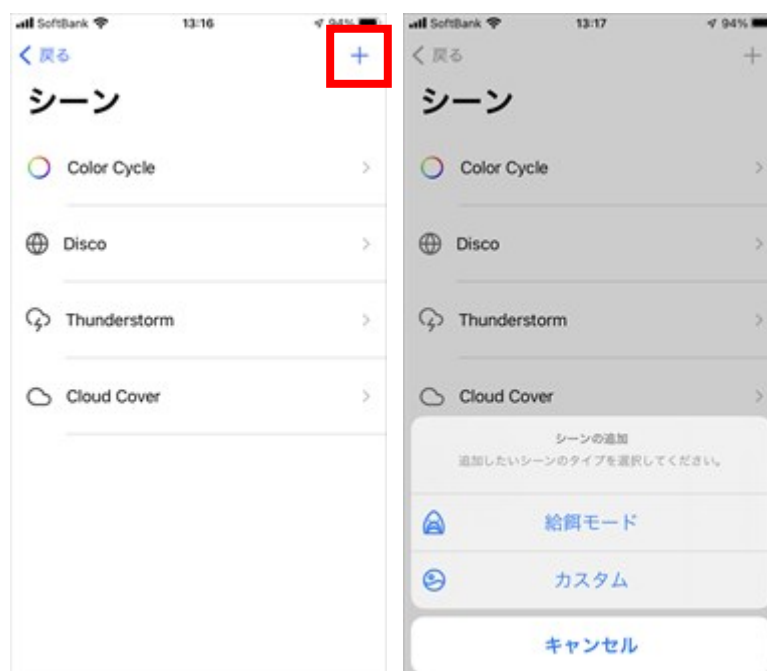 SoftBank 13:16 94%
戻る
シーン
Color Cycle
Disco
Thunderstorm
Cloud Cover
SoftBank 13:17 94%
戻る
シーン
Color Cycle
Disco
Thunderstorm
Cloud Cover
シーンの追加
追加したいシーンのタイプを選択してください。
給餌モード
カスタム
キャンセル